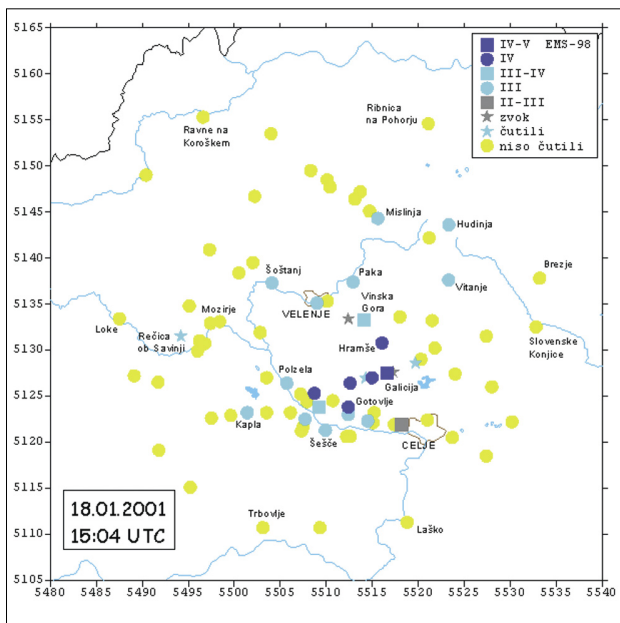 5165
5160
5155
5150
5145
5140
5135
5130
5125
5120
5115
5110
5105
5480 5485 5490 5495 5500 5505 5510 5515 5520 5525 5530 5535 5540
IV-V EMS-98
IV
III-IV
III
II-III
zvok
čutili
niso čutili
Ribnica
na Pohorju
Ravne na
Koroškem
Mislinja
Hudinja
Šoštanj
Paka
Vitanje
Brezje
VELENJE
Vinska
Gora
Loke
Mozirje
Rečica
ob Savinji
Hramše
Slovenske
Konjice
Polzela
Galicija
Gotovlje
Kapla
Šešče
CELJE
18.01.2001
15:04 UTC
Trbovlje
Laško